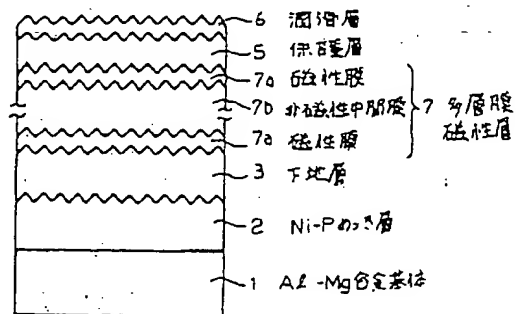 6 潤滑層
5 保護層
7a 磁性膜
7b 非磁性中間膜
7 多層膜磁性層
7a 磁性膜
3 下地層
2 Ni-Pめっき層
1 Al-Mg合金基体